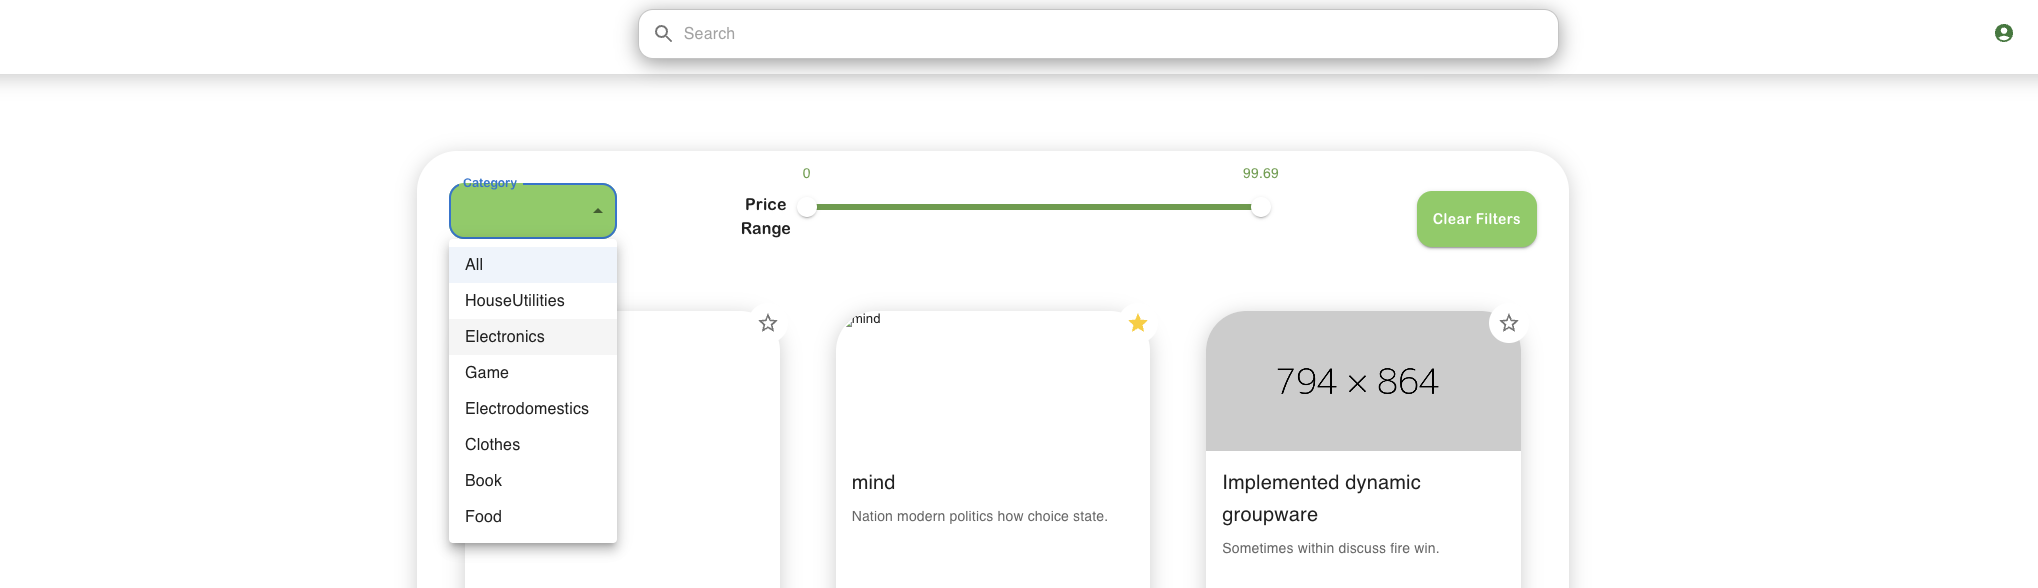 Search
Category
0
99.69
Price
Range
Clear Filters
All
HouseUtilities
Electronics
Game
Electrodomestics
Clothes
Book
Food
mind
mind
Nation modern politics how choice state.
794 × 864
Implemented dynamic
groupware
Sometimes within discuss fire win.